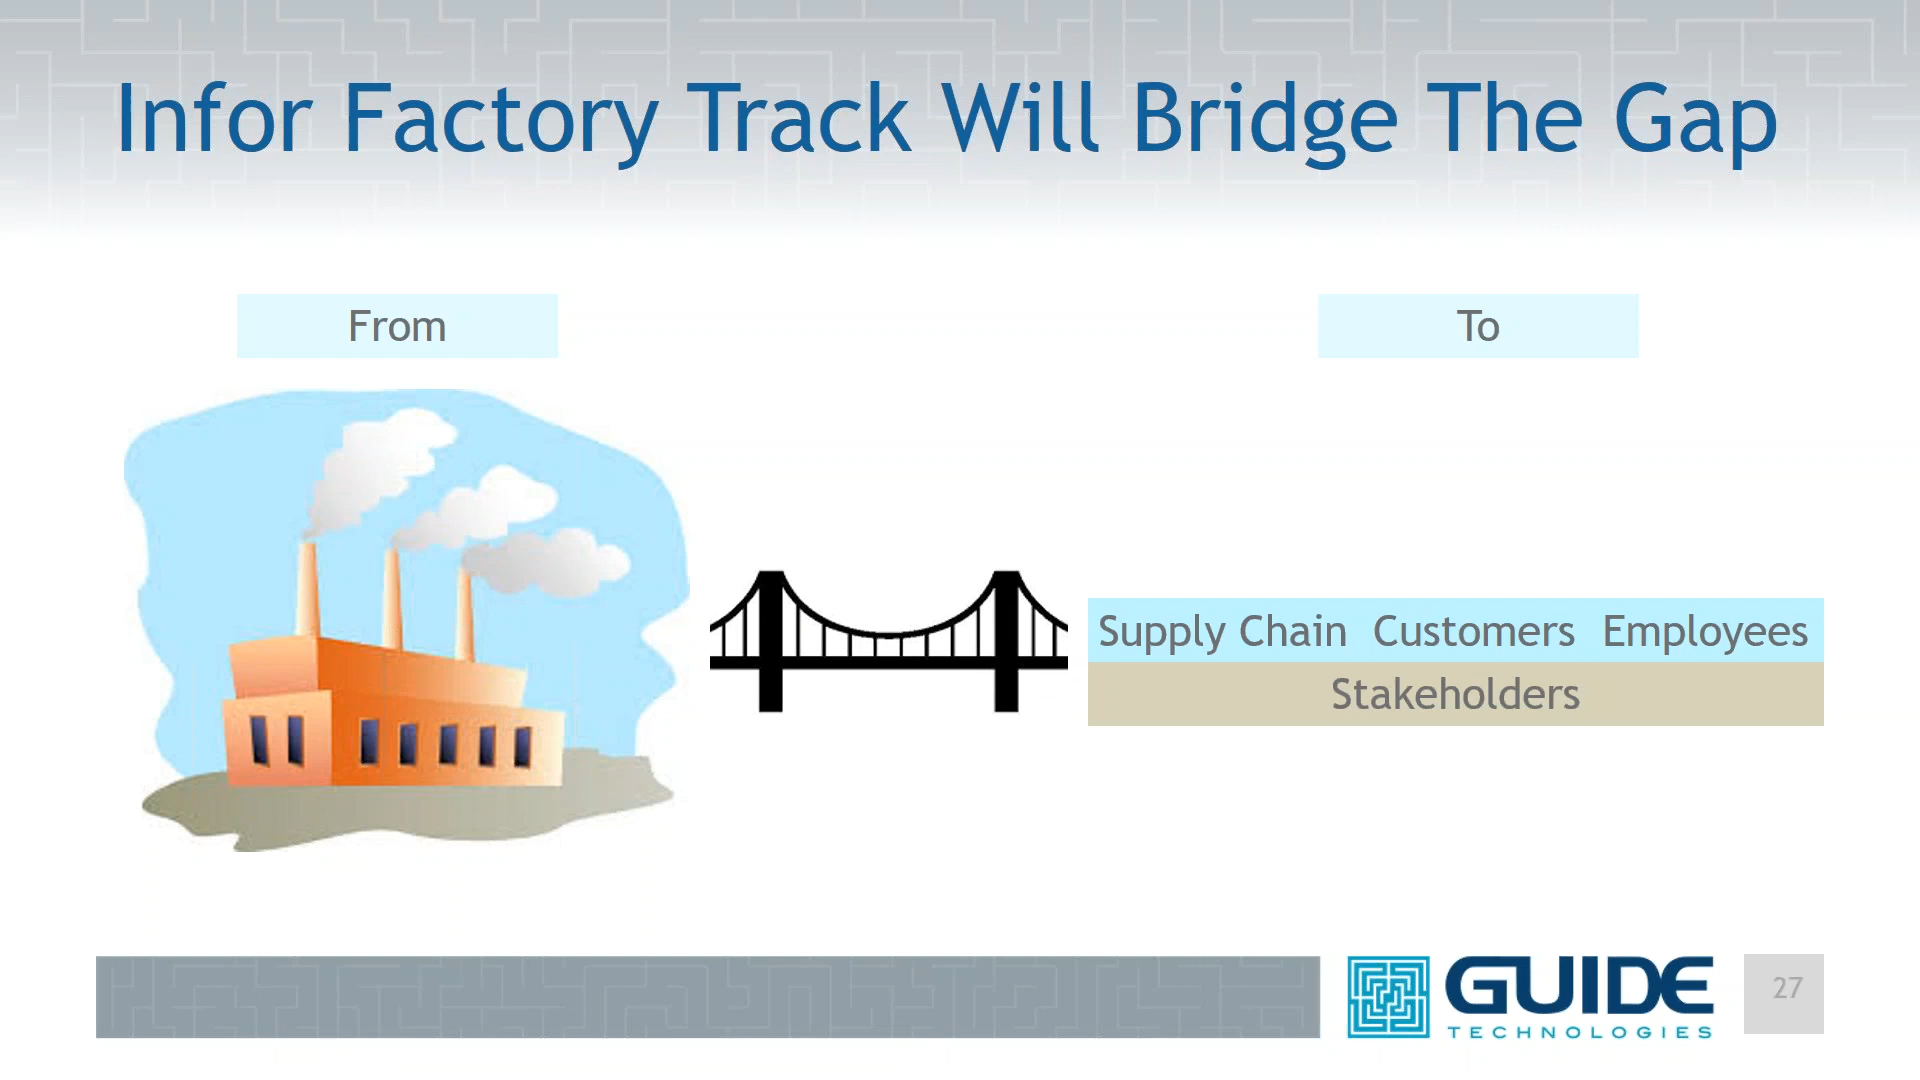 Infor Factory Track Will Bridge The Gap
From
To
Supply Chain Customers Employees
Stakeholders
GUIDE
TECHNOLOGIES
27